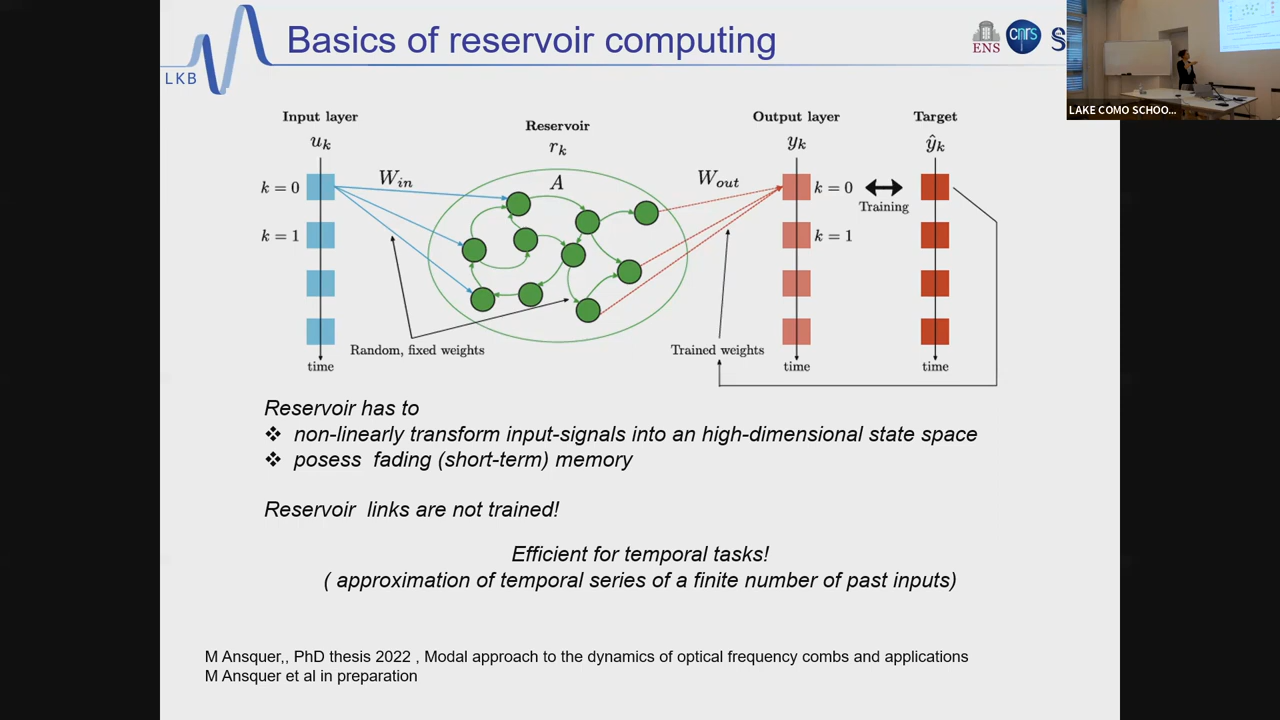 LKB
Basics of reservoir computing
ENS
cnrs
S
LAKE COMO SCHOO...
Input layer
u_k
Reservoir
r_k
Output layer
y_k
Target
ŷ_k
W_in
A
W_out
k = 0
k = 0
Training
k = 1
k = 1
Random, fixed weights
Trained weights
time
time
time
Reservoir has to
❖ non-linearly transform input-signals into an high-dimensional state space
❖ posess fading (short-term) memory
Reservoir links are not trained!
Efficient for temporal tasks!
( approximation of temporal series of a finite number of past inputs)
M Ansquer,, PhD thesis 2022 , Modal approach to the dynamics of optical frequency combs and applications
M Ansquer et al in preparation